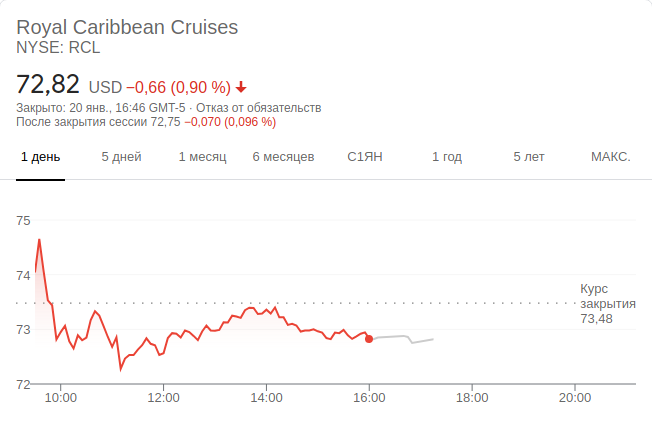 Royal Caribbean Cruises
NYSE: RCL
72,82 USD −0,66 (0,90 %)
Закрыто: 20 янв., 16:46 GMT-5 · Отказ от обязательств
После закрытия сессии 72,75 −0,070 (0,096 %)
1 день 5 дней 1 месяц 6 месяцев С1ЯН 1 год 5 лет МАКС.
75
74
Курс
закрытия
73,48
73
72
10:00 12:00 14:00 16:00 18:00 20:00